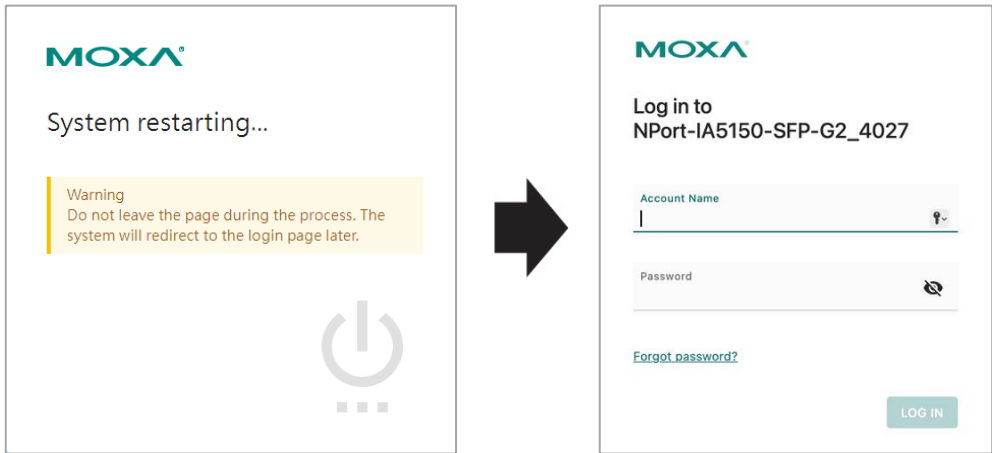 MOXA®
System restarting...
Warning
Do not leave the page during the process. The
system will redirect to the login page later.
MOXA®
Log in to
NPort-IA5150-SFP-G2_4027
Account Name
Password
Forgot password?
LOG IN